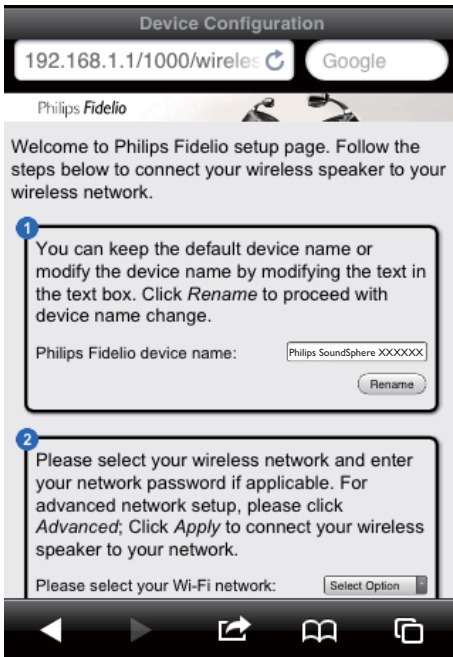 Device Configuration
192.168.1.1/1000/wireles
Google
Philips Fidelio
Welcome to Philips Fidelio setup page. Follow the
steps below to connect your wireless speaker to your
wireless network.
1
You can keep the default device name or
modify the device name by modifying the text in
the text box. Click Rename to proceed with
device name change.
Philips Fidelio device name:
Philips SoundSphere XXXXXX
Rename
2
Please select your wireless network and enter
your network password if applicable. For
advanced network setup, please click
Advanced; Click Apply to connect your wireless
speaker to your network.
Please select your Wi-Fi network:
Select Option